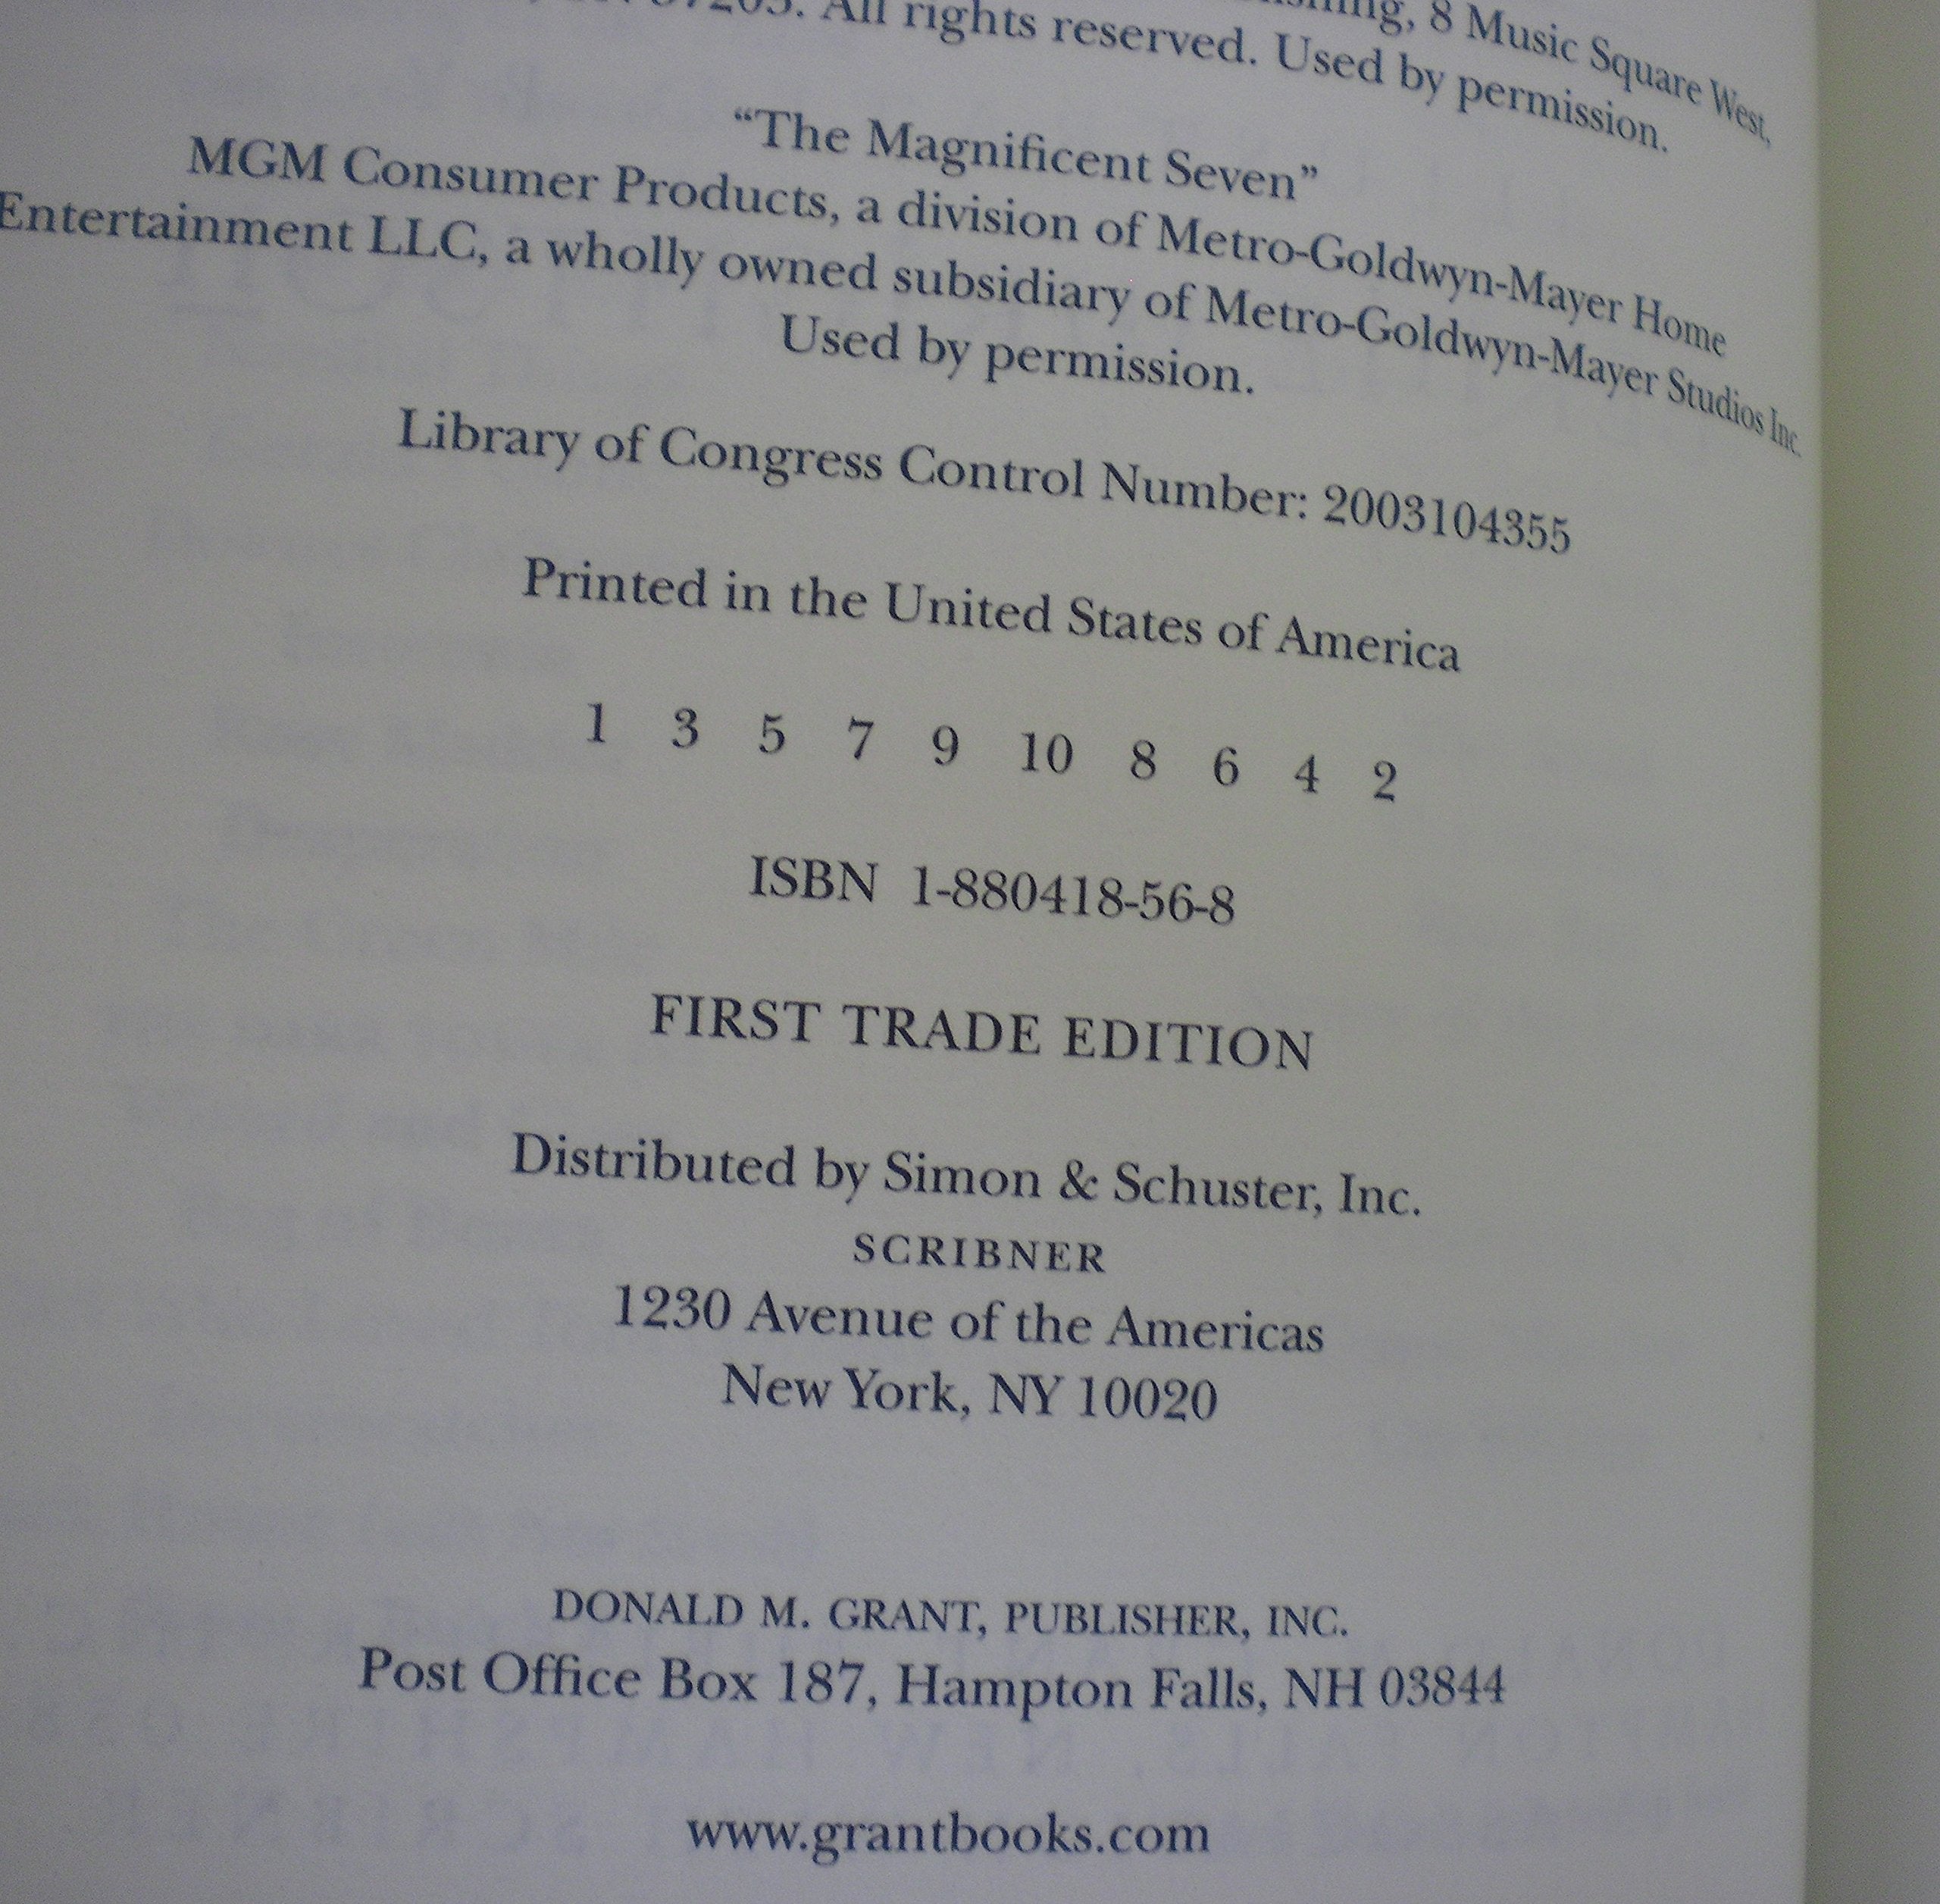 8 Music Square West,
All rights reserved. Used by permission.
“The Magnificent Seven”
MGM Consumer Products, a division of Metro-Goldwyn-Mayer Home
Entertainment LLC, a wholly owned subsidiary of Metro-Goldwyn-Mayer Studios Inc.
Used by permission.
Library of Congress Control Number: 2003104355
Printed in the United States of America
1 3 5 7 9 10 8 6 4 2
ISBN 1-880418-56-8
FIRST TRADE EDITION
Distributed by Simon & Schuster, Inc.
SCRIBNER
1230 Avenue of the Americas
New York, NY 10020
DONALD M. GRANT, PUBLISHER, INC.
Post Office Box 187, Hampton Falls, NH 03844
www.grantbooks.com